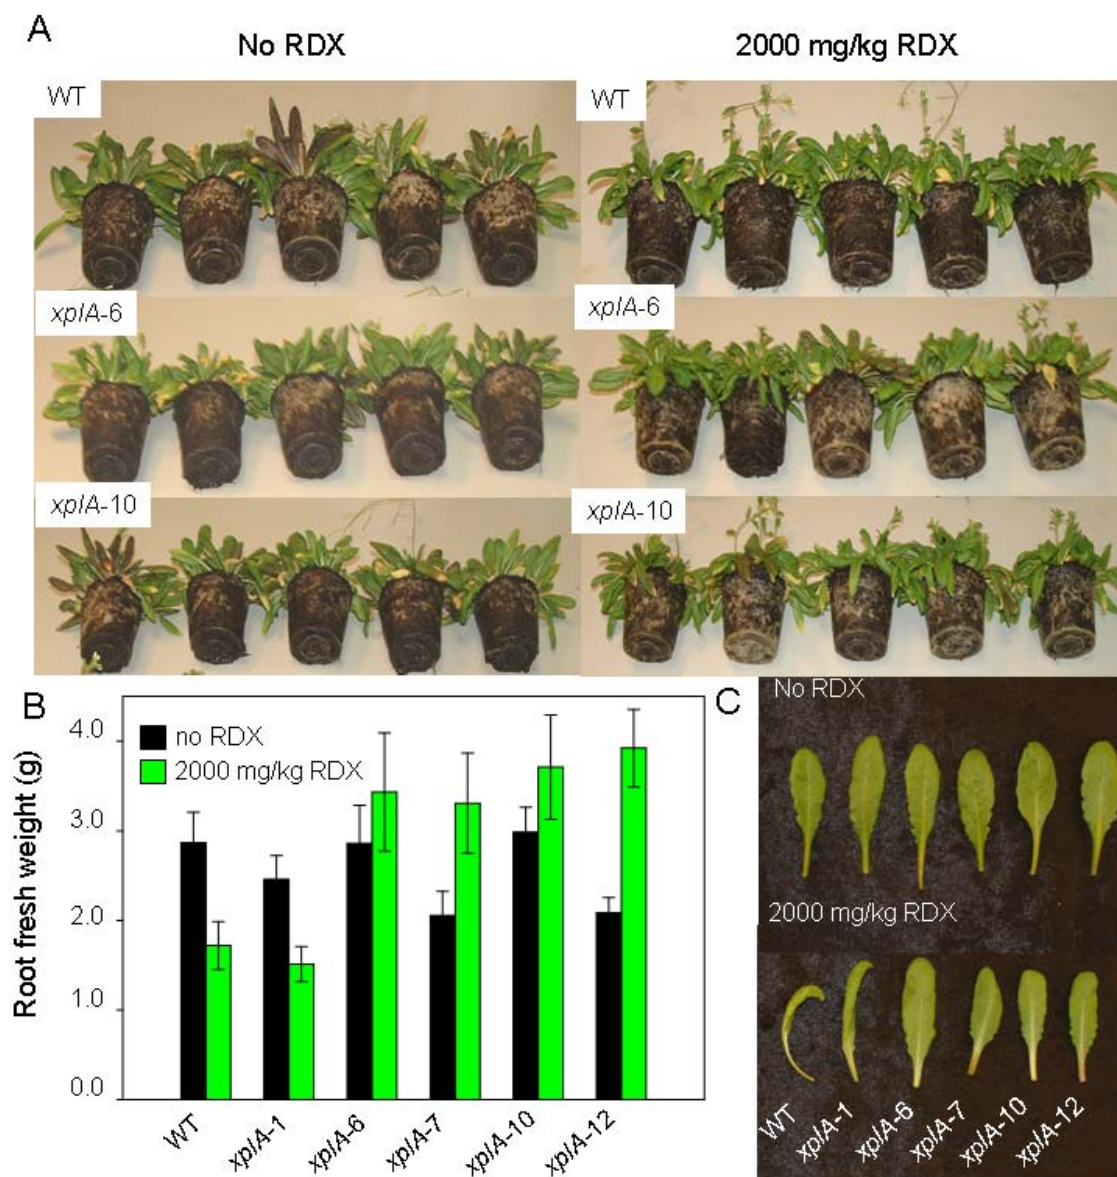 A
No RDX
2000 mg/kg RDX
WT
WT
xplA-6
xplA-6
xplA-10
xplA-10
B
no RDX
2000 mg/kg RDX
Root fresh weight (g)
4.0
3.0
2.0
1.0
0.0
WT
xplA-1
xplA-6
xplA-7
xplA-10
xplA-12
C
No RDX
2000 mg/kg RDX
WT
xplA-1
xplA-6
xplA-7
xplA-10
xplA-12